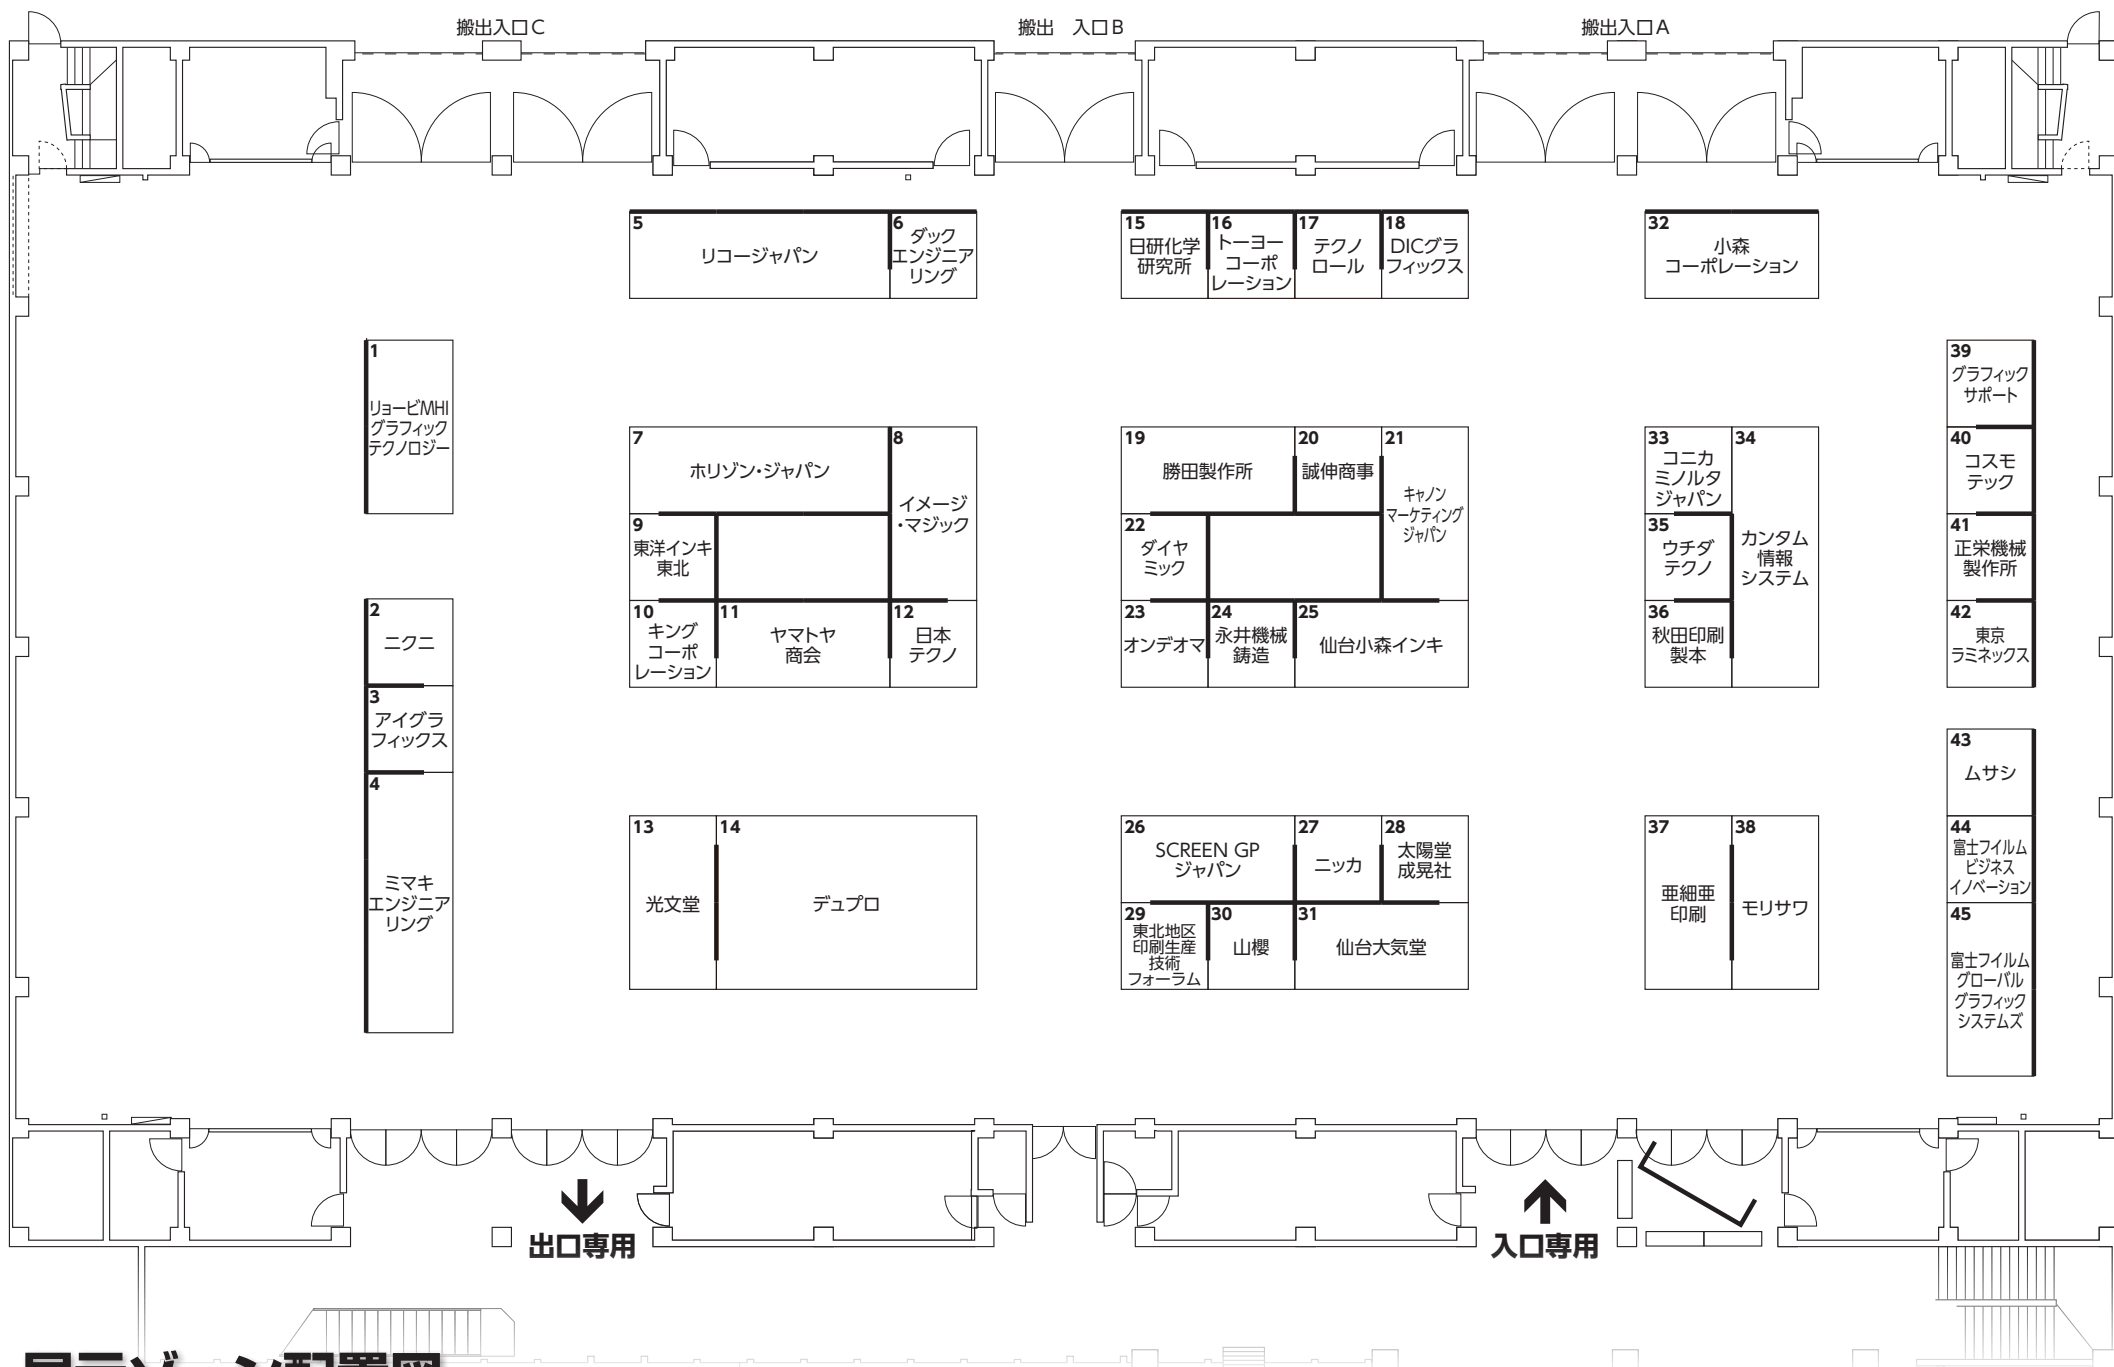 搬出入口C
搬出　入口B
搬出入口A
5
リコージャパン
6
ダック
エンジニア
リング
15
日研化学
研究所
16
トーヨー
コーポ
レーション
17
テクノ
ロール
18
DICグラ
フィックス
32
小森
コーポレーション
1
リョービMHI
グラフィック
テクノロジー
39
グラフィック
サポート
7
ホリゾン・ジャパン
8
イメージ
・マジック
19
勝田製作所
20
誠伸商事
21
キャノン
マーケティング
ジャパン
33
コニカ
ミノルタ
ジャパン
34
カンタム
情報
システム
40
コスモ
テック
9
東洋インキ
東北
22
ダイヤ
ミック
35
ウチダ
テクノ
41
正栄機械
製作所
2
ニクニ
10
キング
コーポ
レーション
11
ヤマトヤ
商会
12
日本
テクノ
23
オンデオマ
24
永井機械
鋳造
25
仙台小森インキ
36
秋田印刷
製本
42
東京
ラミネックス
3
アイグラ
フィックス
43
ムサシ
4
ミマキ
エンジニア
リング
13
光文堂
14
デュプロ
26
SCREEN GP
ジャパン
27
ニッカ
28
太陽堂
成晃社
37
亜細亜
印刷
38
モリサワ
44
富士フイルム
ビジネス
イノベーション
29
東北地区
印刷生産
技術
フォーラム
30
山櫻
31
仙台大気堂
45
富士フイルム
グローバル
グラフィック
システムズ
出口専用
入口専用
展示ゾーン配置図